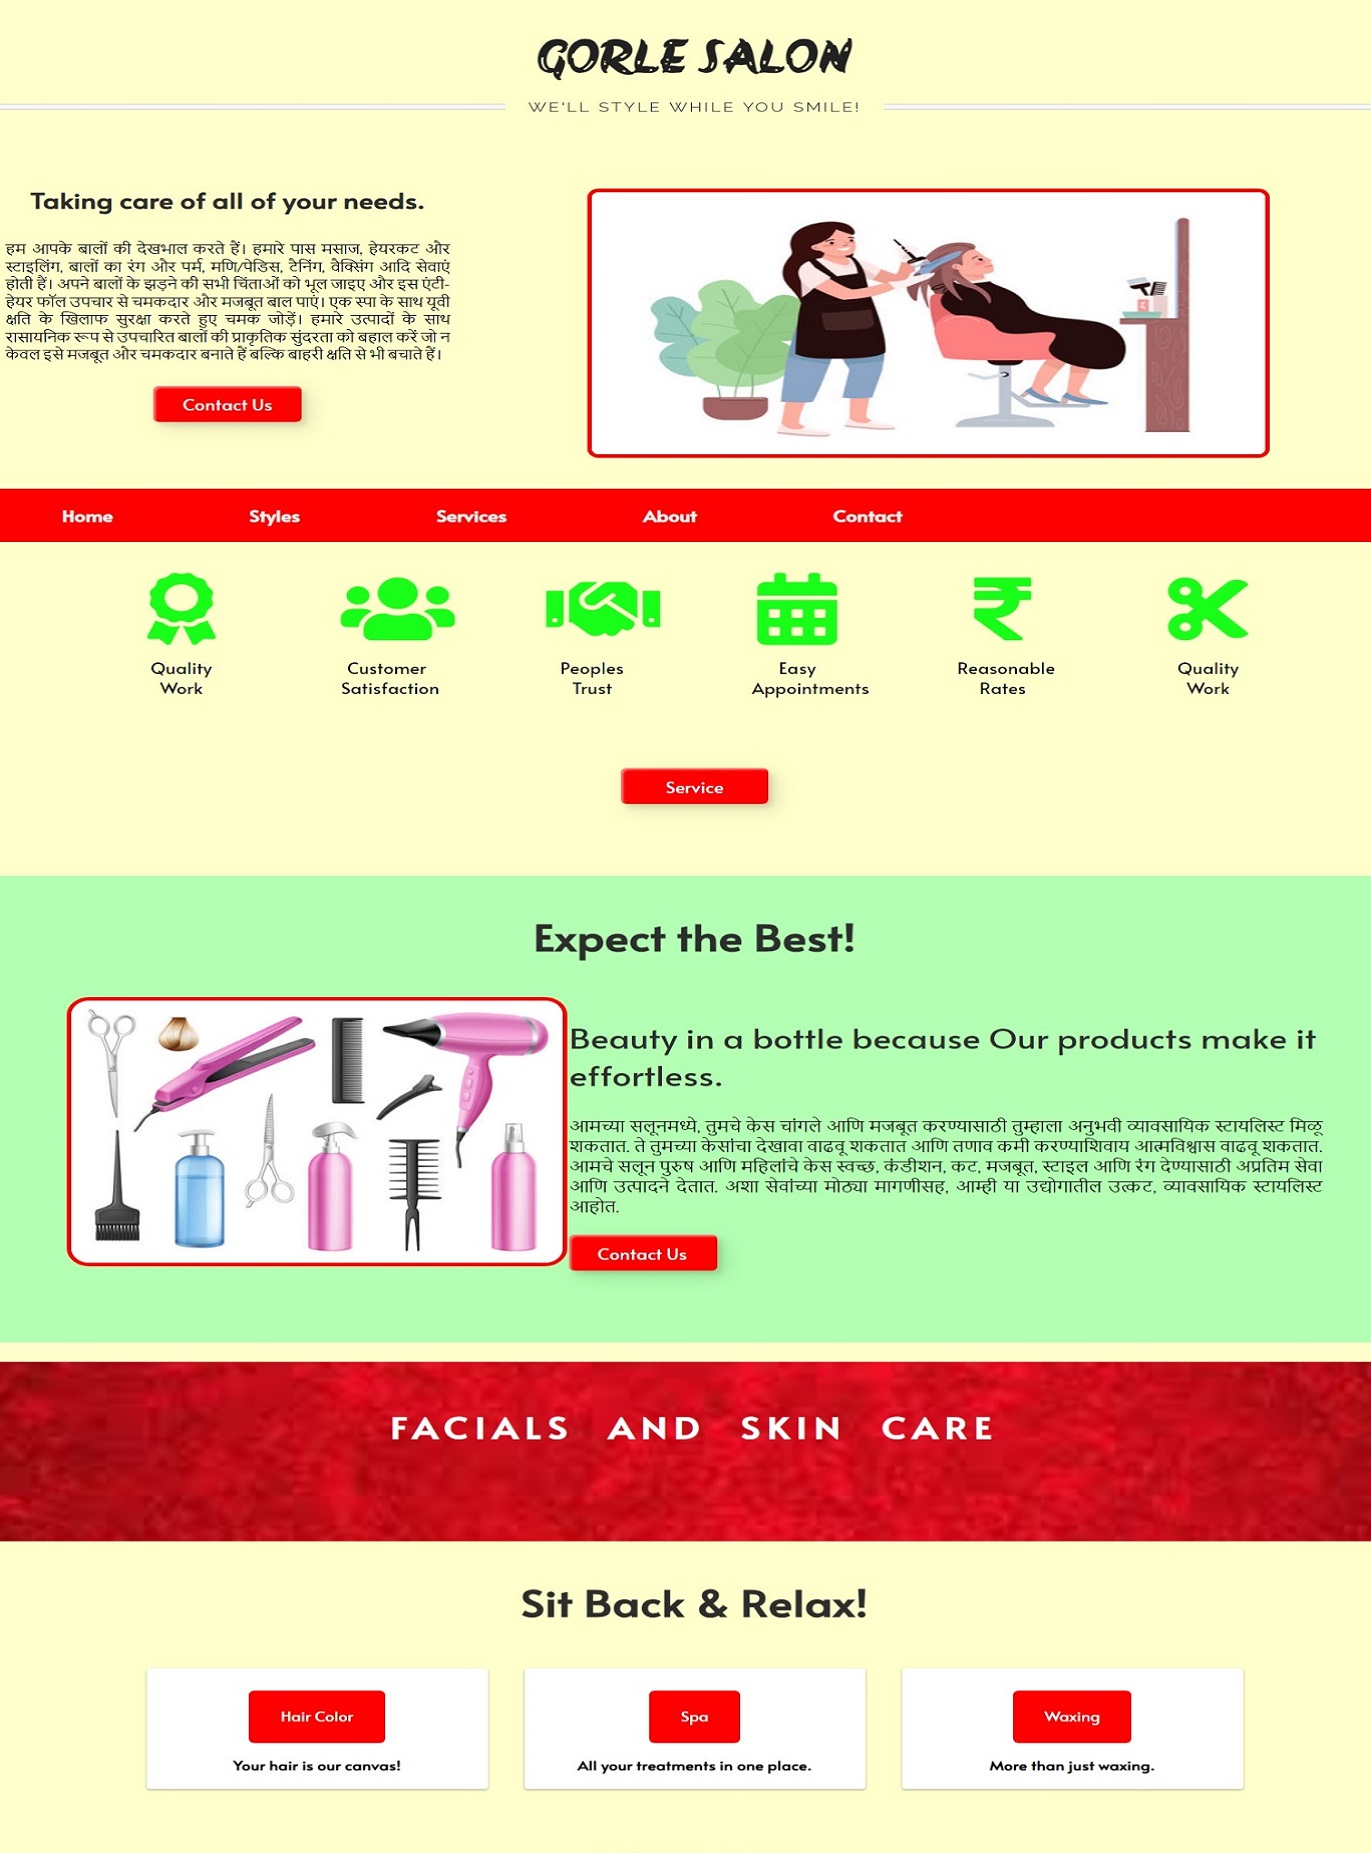 GORLE SALON
WE'LL STYLE WHILE YOU SMILE!
Taking care of all of your needs.
हम आपके बालों की देखभाल करते हैं। हमारे पास मसाज, हेयरकट और
स्टाइलिंग, बालों का रंग और पर्म, मणि/पेडिस, टैनिंग, वैक्सिंग आदि सेवाएं
होती हैं। अपने बालों के झड़ने की सभी चिंताओं को भूल जाइए और इस एंटी-
हेयर फॉल उपचार से चमकदार और मजबूत बाल पाएं। एक स्पा के साथ यूवी
क्षति के खिलाफ सुरक्षा करते हुए चमक जोड़ें। हमारे उत्पादों के साथ
रासायनिक रूप से उपचारित बालों की प्राकृतिक सुंदरता को बहाल करें जो न
केवल इसे मजबूत और चमकदार बनाते हैं बल्कि बाहरी क्षति से भी बचाते हैं।
Contact Us
Home Styles Services About Contact
Quality Work
Customer Satisfaction
Peoples Trust
Easy Appointments
Reasonable Rates
Quality Work
Service
Expect the Best!
Beauty in a bottle because Our products make it
effortless.
आमच्या सलूनमध्ये, तुमचे केस चांगले आणि मजबूत करण्यासाठी तुम्हाला अनुभवी व्यावसायिक स्टायलिस्ट मिळू
शकतात. ते तुमच्या केसांचा देखावा वाढवू शकतात आणि तणाव कमी करण्याशिवाय आत्मविश्वास वाढवू शकतात.
आमचे सलून पुरुष आणि महिलांचे केस स्वच्छ, कंडीशन, कट, मजबूत, स्टाइल आणि रंग देण्यासाठी अप्रतिम सेवा
आणि उत्पादने देतात. अशा सेवांच्या मोठ्या मागणीसह, आम्ही या उद्योगातील उत्कट, व्यावसायिक स्टायलिस्ट
आहोत.
Contact Us
FACIALS AND SKIN CARE
Sit Back & Relax!
Hair Color
Your hair is our canvas!
Spa
All your treatments in one place.
Waxing
More than just waxing.